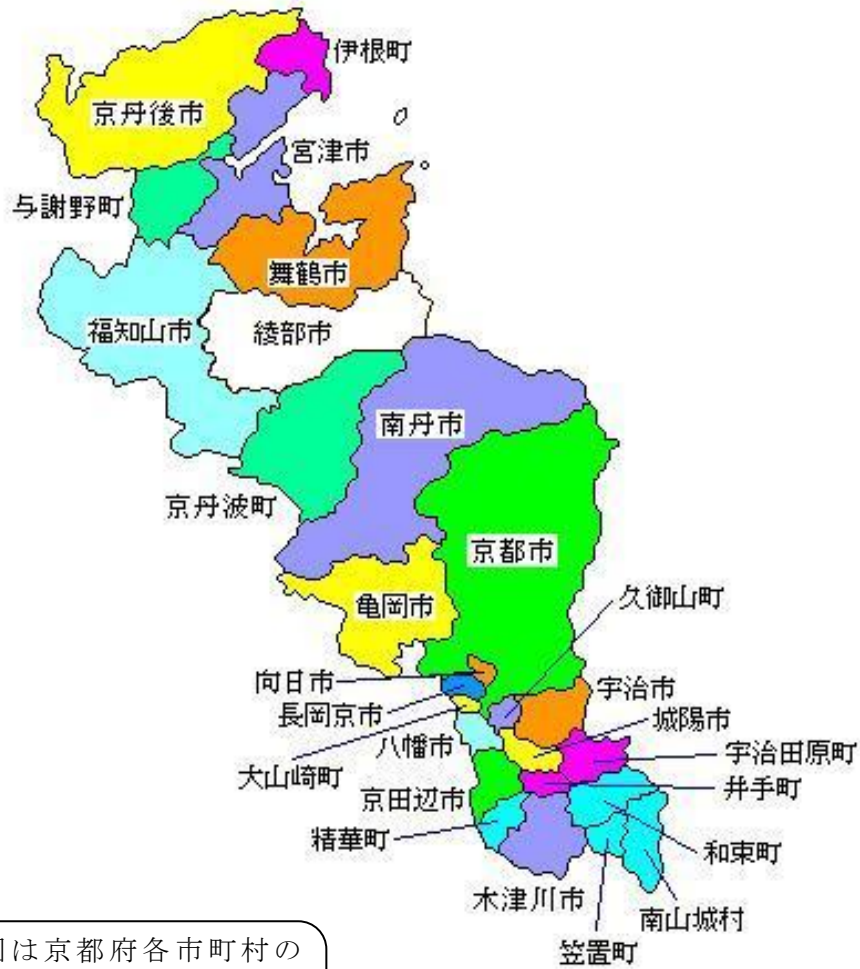 伊根町
京丹後市
宮津市
与謝野町
舞鶴市
福知山市
綾部市
南丹市
京丹波町
京都市
久御山町
亀岡市
向日市
宇治市
長岡京市
城陽市
八幡市
宇治田原町
大山崎町
井手町
京田辺市
精華町
和束町
木津川市
南山城村
笠置町
図は京都府各市町村の